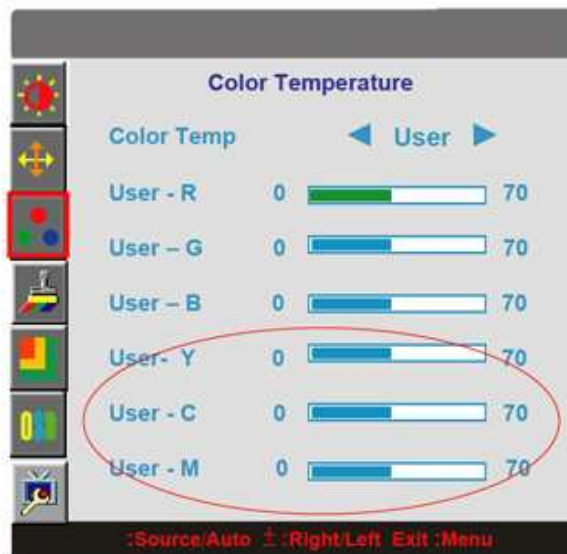 Color Temperature
Color Temp ◀ User ▶
User - R 0 70
User – G 0 70
User – B 0 70
User- Y 0 70
User - C 0 70
User - M 0 70
:Source/Auto ±:Right/Left Exit :Menu